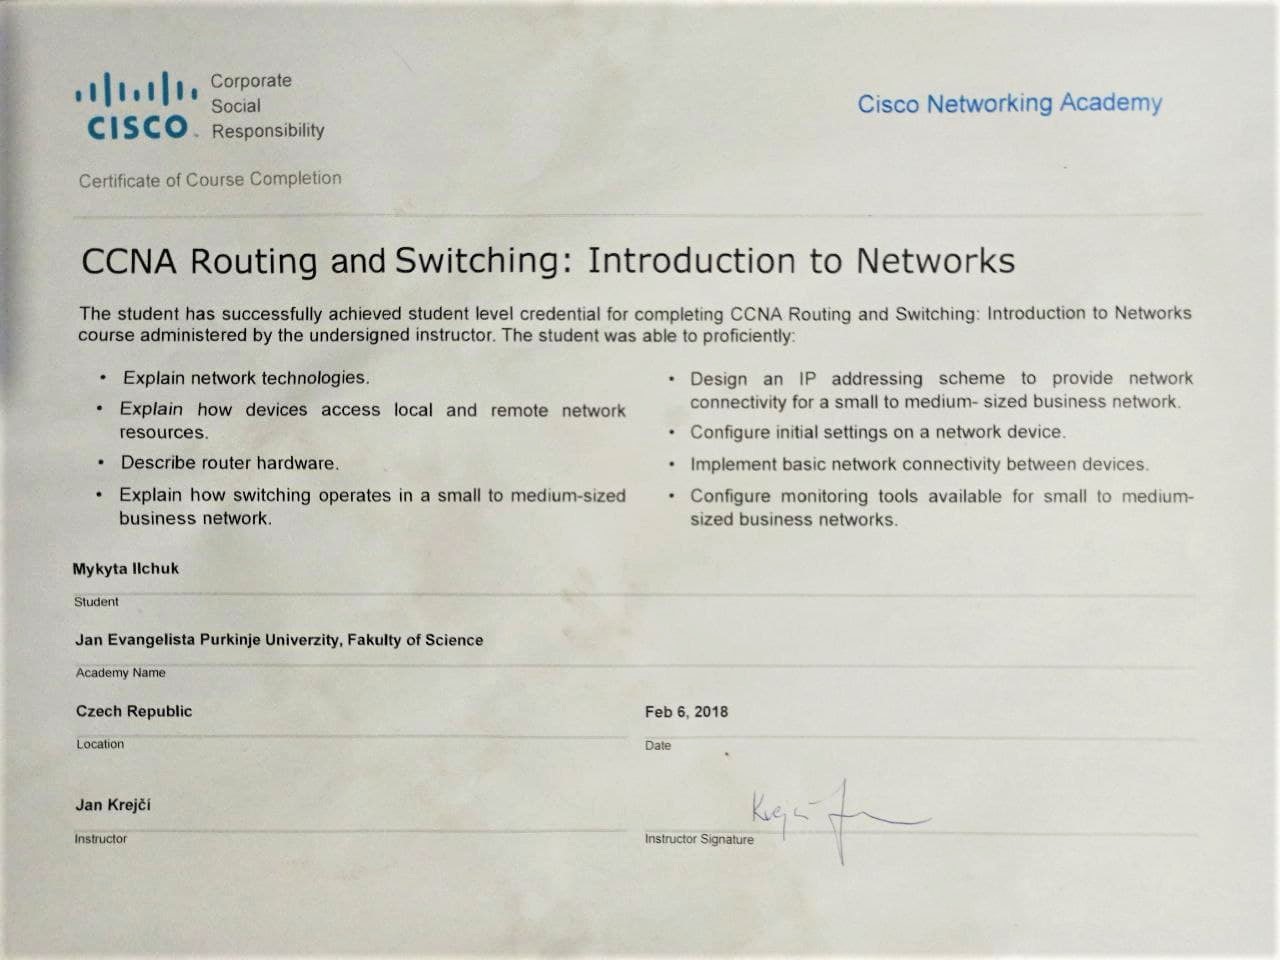 CISCO
Corporate
Social
Responsibility
Cisco Networking Academy
Certificate of Course Completion
CCNA Routing and Switching: Introduction to Networks
The student has successfully achieved student level credential for completing CCNA Routing and Switching: Introduction to Networks
course administered by the undersigned instructor. The student was able to proficiently:
• Explain network technologies.
• Explain how devices access local and remote network
resources.
• Describe router hardware.
• Explain how switching operates in a small to medium-sized
business network.
• Design an IP addressing scheme to provide network
connectivity for a small to medium- sized business network.
• Configure initial settings on a network device.
• Implement basic network connectivity between devices.
• Configure monitoring tools available for small to medium-
sized business networks.
Mykyta Ilchuk
Student
Jan Evangelista Purkinje Univerzity, Fakulty of Science
Academy Name
Czech Republic
Location
Feb 6, 2018
Date
Jan Krejčí
Instructor
Instructor Signature